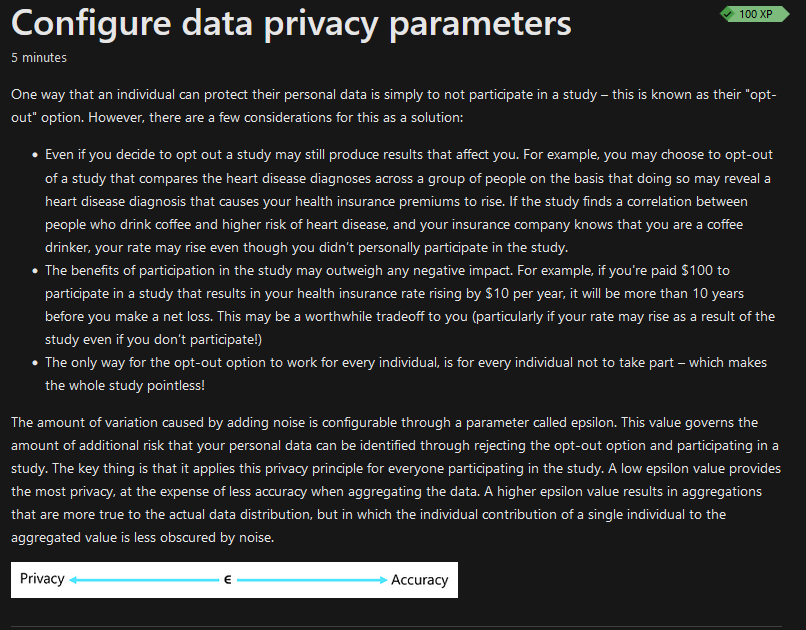 Configure data privacy parameters
100 XP
5 minutes
One way that an individual can protect their personal data is simply to not participate in a study – this is known as their "opt-
out" option. However, there are a few considerations for this as a solution:
• Even if you decide to opt out a study may still produce results that affect you. For example, you may choose to opt-out
of a study that compares the heart disease diagnoses across a group of people on the basis that doing so may reveal a
heart disease diagnosis that causes your health insurance premiums to rise. If the study finds a correlation between
people who drink coffee and higher risk of heart disease, and your insurance company knows that you are a coffee
drinker, your rate may rise even though you didn't personally participate in the study.
• The benefits of participation in the study may outweigh any negative impact. For example, if you're paid $100 to
participate in a study that results in your health insurance rate rising by $10 per year, it will be more than 10 years
before you make a net loss. This may be a worthwhile tradeoff to you (particularly if your rate may rise as a result of the
study even if you don't participate!)
• The only way for the opt-out option to work for every individual, is for every individual not to take part – which makes
the whole study pointless!
The amount of variation caused by adding noise is configurable through a parameter called epsilon. This value governs the
amount of additional risk that your personal data can be identified through rejecting the opt-out option and participating in a
study. The key thing is that it applies this privacy principle for everyone participating in the study. A low epsilon value provides
the most privacy, at the expense of less accuracy when aggregating the data. A higher epsilon value results in aggregations
that are more true to the actual data distribution, but in which the individual contribution of a single individual to the
aggregated value is less obscured by noise.
Privacy ϵ Accuracy